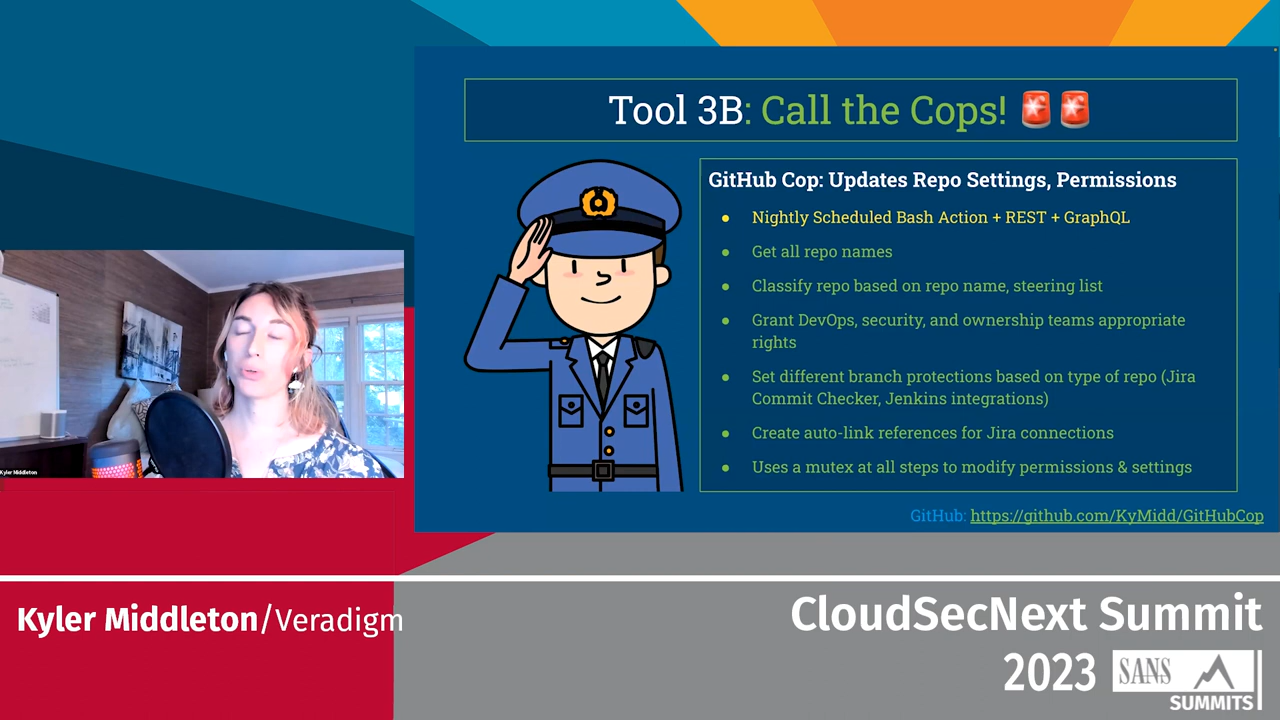 Tool 3B: Call the Cops! 🚨🚨
GitHub Cop: Updates Repo Settings, Permissions
● Nightly Scheduled Bash Action + REST + GraphQL
● Get all repo names
● Classify repo based on repo name, steering list
● Grant DevOps, security, and ownership teams appropriate
rights
● Set different branch protections based on type of repo (Jira
Commit Checker, Jenkins integrations)
● Create auto-link references for Jira connections
● Uses a mutex at all steps to modify permissions & settings
GitHub: https://github.com/KyMidd/GitHubCop
Kyler Middleton
Kyler Middleton/Veradigm
CloudSecNext Summit
2023
SANS
SUMMITS